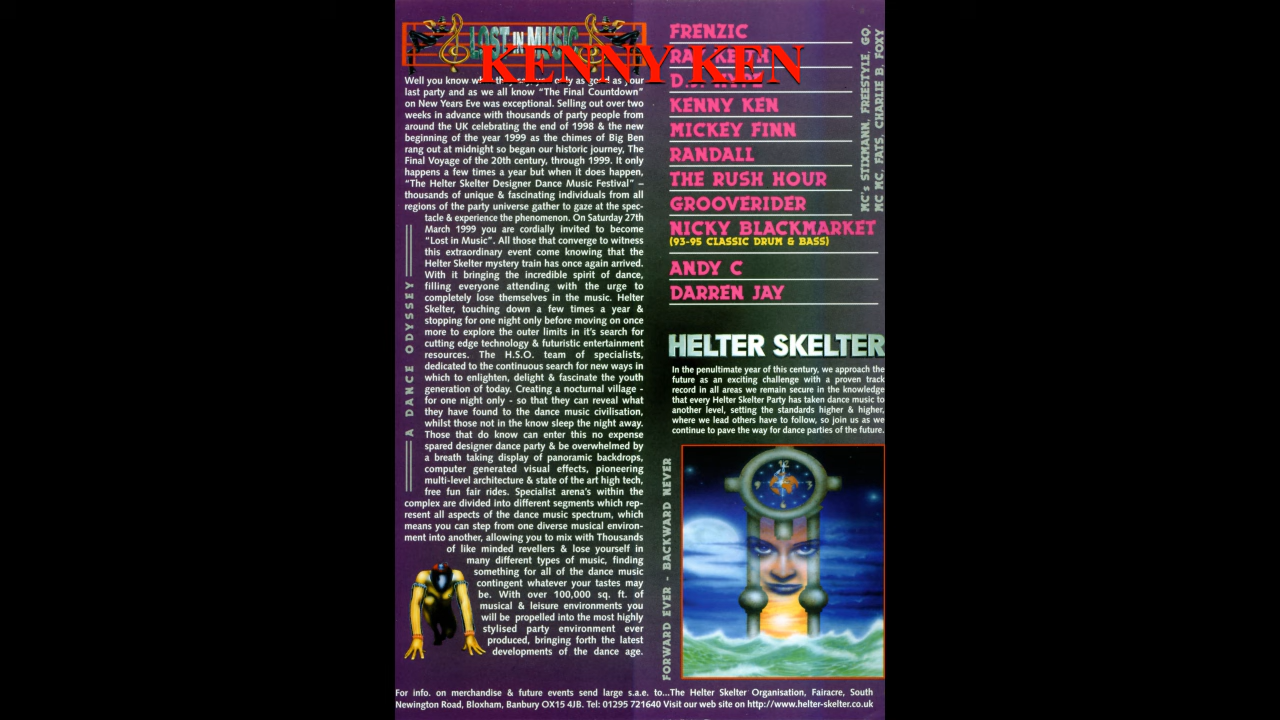 LOST IN MUSIC
KENNY KEN
Well you know
last party and as we all know “The Final Countdown”
on New Years Eve was exceptional. Selling out over two
weeks in advance with thousands of party people from
around the UK celebrating the end of 1998 & the new
beginning of the year 1999 as the chimes of Big Ben
rang out at midnight so began our historic journey, The
Final Voyage of the 20th century, through 1999. It only
happens a few times a year but when it does happen,
“The Helter Skelter Designer Dance Music Festival” –
thousands of unique & fascinating individuals from all
regions of the party universe gather to gaze at the spec-
tacle & experience the phenomenon. On Saturday 27th
March 1999 you are cordially invited to become
“Lost in Music”. All those that converge to witness
this extraordinary event come knowing that the
Helter Skelter mystery train has once again arrived.
With it bringing the incredible spirit of dance,
filling everyone attending with the urge to
completely lose themselves in the music. Helter
Skelter, touching down a few times a year &
stopping for one night only before moving on once
more to explore the outer limits in it’s search for
cutting edge technology & futuristic entertainment
resources. The H.S.O. team of specialists,
dedicated to the continuous search for new ways in
which to enlighten, delight & fascinate the youth
generation of today. Creating a nocturnal village -
for one night only - so that they can reveal what
they have found to the dance music civilisation,
whilst those not in the know sleep the night away.
Those that do know can enter this no expense
spared designer dance party & be overwhelmed by
a breath taking display of panoramic backdrops,
computer generated visual effects, pioneering
multi-level architecture & state of the art high tech,
free fun fair rides. Specialist arena’s within the
complex are divided into different segments which rep-
resent all aspects of the dance music spectrum, which
means you can step from one diverse musical environ-
ment into another, allowing you to mix with Thousands
of like minded revellers & lose yourself in
many different types of music, finding
something for all of the dance music
contingent whatever your tastes may
be. With over 100,000 sq. ft. of
musical & leisure environments you
will be propelled into the most highly
stylised party environment ever
produced, bringing forth the latest
developments of the dance age.
A DANCE ODYSSEY
FRENZIC
RAY KEITH
D.J. HYPE
KENNY KEN
MICKEY FINN
RANDALL
THE RUSH HOUR
GROOVERIDER
NICKY BLACKMARKET
(93-95 CLASSIC DRUM & BASS)
ANDY C
DARREN JAY
MC's STIXMANN, FREESTYLE, GQ,
MC MC, FATS, CHARLIE B, FOXY
HELTER SKELTER
In the penultimate year of this century, we approach the
future as an exciting challenge with a proven track
record in all areas we remain secure in the knowledge
that every Helter Skelter Party has taken dance music to
another level, setting the standards higher & higher,
where we lead others have to follow, so join us as we
continue to pave the way for dance parties of the future.
FORWARD EVER - BACKWARD NEVER
For info. on merchandise & future events send large s.a.e. to...The Helter Skelter Organisation, Fairacre, South
Newington Road, Bloxham, Banbury OX15 4JB. Tel: 01295 721640 Visit our web site on http://www.helter-skelter.co.uk